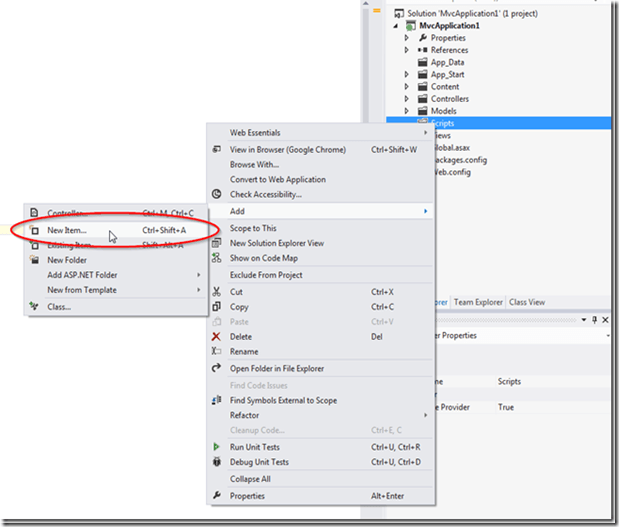 Solution 'MvcApplication1' (1 project)
MvcApplication1
Properties
References
App_Data
App_Start
Content
Controllers
Models
Scripts
iews
lobal.asax
ackages.config
Web.config
Web Essentials
View in Browser (Google Chrome) Ctrl+Shift+W
Browse With...
Convert to Web Application
Check Accessibility...
Add
Scope to This
New Solution Explorer View
Show on Code Map
Exclude From Project
Cut Ctrl+X
Copy Ctrl+C
Paste Ctrl+V
Delete Del
Rename
Open Folder in File Explorer
Find Code Issues
Find Symbols External to Scope
Refactor
Cleanup Code... Ctrl+E, C
Run Unit Tests Ctrl+U, Ctrl+R
Debug Unit Tests Ctrl+U, Ctrl+D
Collapse All
Properties Alt+Enter
Controller... Ctrl+M, Ctrl+C
New Item... Ctrl+Shift+A
Existing Item... Shift+Alt+A
New Folder
Add ASP.NET Folder
New from Template
Class...
orer Team Explorer Class View
er Properties
me Scripts
e Provider True